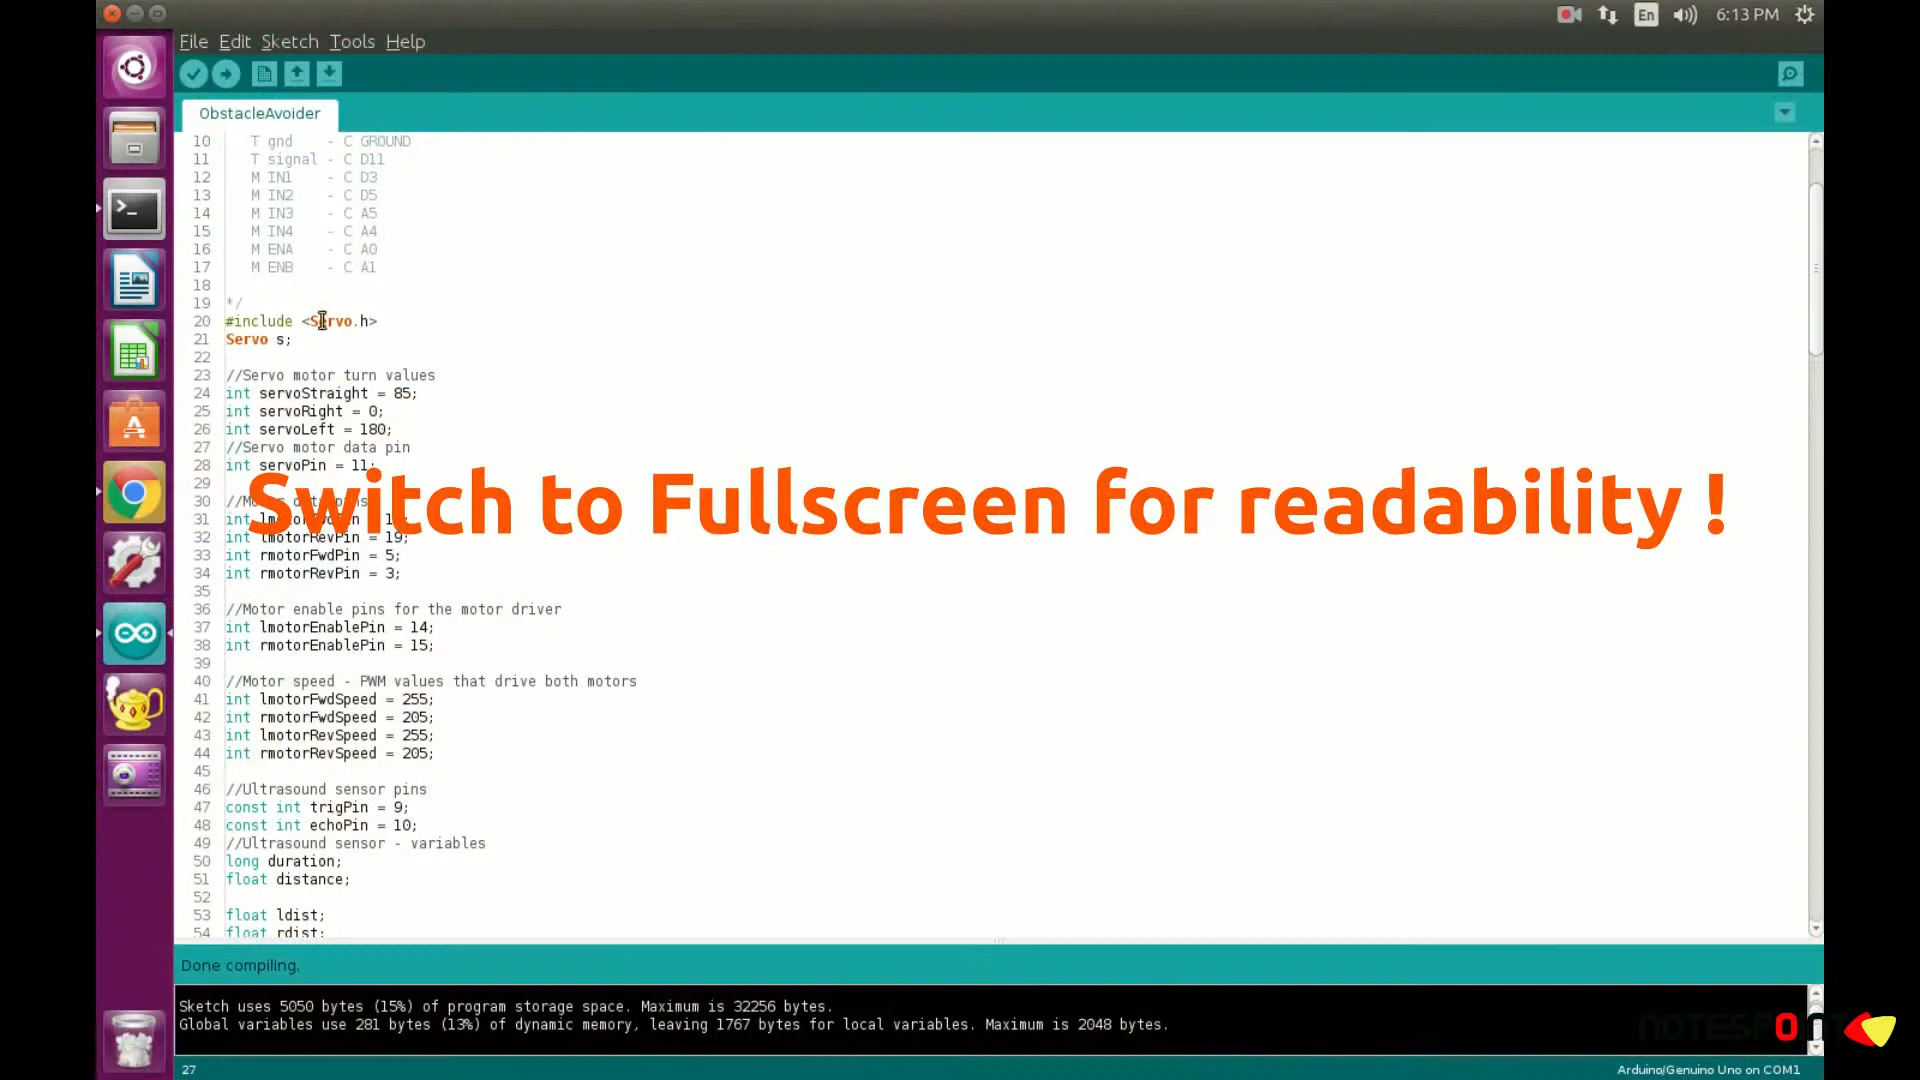 En 6:13 PM
File Edit Sketch Tools Help
ObstacleAvoider
10 T gnd - C GROUND
11 T signal - C D11
12 M IN1 - C D3
13 M IN2 - C D5
14 M IN3 - C A5
15 M IN4 - C A4
16 M ENA - C A0
17 M ENB - C A1
18
19 */
20 #include <Servo.h>
21 Servo s;
22
23 //Servo motor turn values
24 int servoStraight = 85;
25 int servoRight = 0;
26 int servoLeft = 180;
27 //Servo motor data pin
28 int servoPin = 11;
29
Switch to Fullscreen for readability !
30
31 int
32 int lmotorRevPin = 19;
33 int rmotorFwdPin = 5;
34 int rmotorRevPin = 3;
35
36 //Motor enable pins for the motor driver
37 int lmotorEnablePin = 14;
38 int rmotorEnablePin = 15;
39
40 //Motor speed - PWM values that drive both motors
41 int lmotorFwdSpeed = 255;
42 int rmotorFwdSpeed = 205;
43 int lmotorRevSpeed = 255;
44 int rmotorRevSpeed = 205;
45
46 //Ultrasound sensor pins
47 const int trigPin = 9;
48 const int echoPin = 10;
49 //Ultrasound sensor - variables
50 long duration;
51 float distance;
52
53 float ldist;
54 float rdist;
Done compiling.
Sketch uses 5050 bytes (15%) of program storage space. Maximum is 32256 bytes.
Global variables use 281 bytes (13%) of dynamic memory, leaving 1767 bytes for local variables. Maximum is 2048 bytes.
27 Arduino/Genuino Uno on COM1